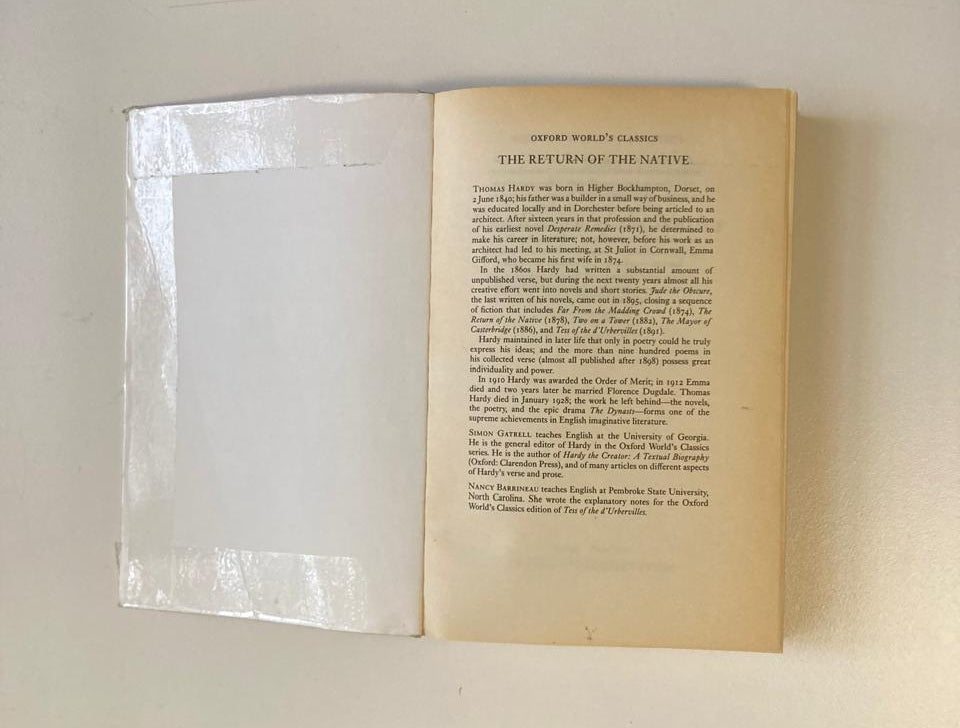 OXFORD WORLD'S CLASSICS
THE RETURN OF THE NATIVE
THOMAS HARDY was born in Higher Bockhampton, Dorset, on
2 June 1840; his father was a builder in a small way of business, and he
was educated locally and in Dorchester before being articled to an
architect. After sixteen years in that profession and the publication
of his earliest novel Desperate Remedies (1871), he determined to
make his career in literature; not, however, before his work as an
architect had led to his meeting, at St Juliot in Cornwall, Emma
Gifford, who became his first wife in 1874.
In the 1860s Hardy had written a substantial amount of
unpublished verse, but during the next twenty years almost all his
creative effort went into novels and short stories. Jude the Obscure,
the last written of his novels, came out in 1895, closing a sequence
of fiction that includes Far From the Madding Crowd (1874), The
Return of the Native (1878), Two on a Tower (1882), The Mayor of
Casterbridge (1886), and Tess of the d'Urbervilles (1891).
Hardy maintained in later life that only in poetry could he truly
express his ideas; and the more than nine hundred poems in
his collected verse (almost all published after 1898) possess great
individuality and power.
In 1910 Hardy was awarded the Order of Merit; in 1912 Emma
died and two years later he married Florence Dugdale. Thomas
Hardy died in January 1928; the work he left behind—the novels,
the poetry, and the epic drama The Dynasts—forms one of the
supreme achievements in English imaginative literature.
SIMON GATRELL teaches English at the University of Georgia.
He is the general editor of Hardy in the Oxford World's Classics
series. He is the author of Hardy the Creator: A Textual Biography
(Oxford: Clarendon Press), and of many articles on different aspects
of Hardy's verse and prose.
NANCY BARRINEAU teaches English at Pembroke State University,
North Carolina. She wrote the explanatory notes for the Oxford
World's Classics edition of Tess of the d'Urbervilles.